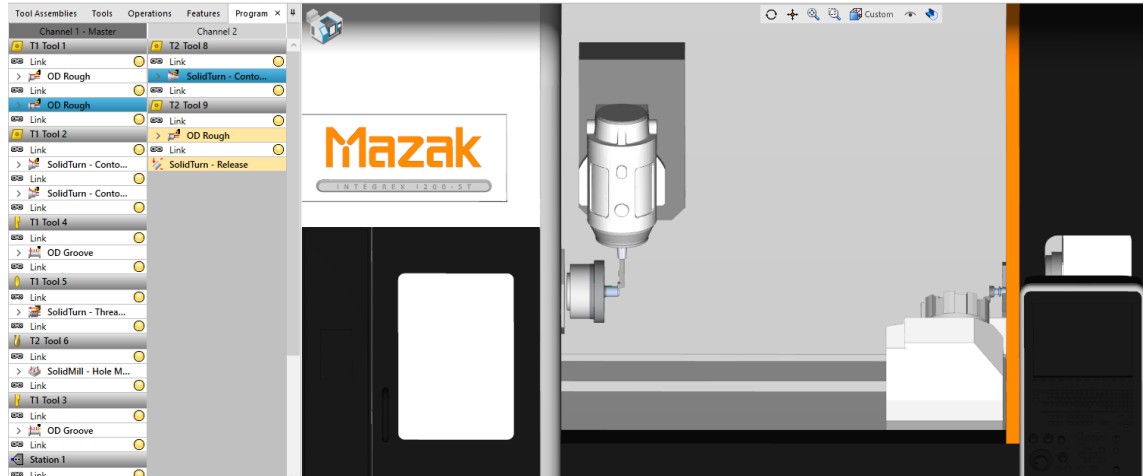 Tool Assemblies Tools Operations Features Program
Channel 1 - Master Channel 2
T1 Tool 1 T2 Tool 8
Link Link
OD Rough SolidTurn - Conto...
Link Link
OD Rough T2 Tool 9
Link Link
T1 Tool 2 OD Rough
Link Link
SolidTurn - Conto... SolidTurn - Release
Link
SolidTurn - Conto...
Link
T1 Tool 4
Link
OD Groove
Link
T1 Tool 5
Link
SolidTurn - Threa...
Link
T2 Tool 6
Link
SolidMill - Hole M...
Link
T1 Tool 3
Link
OD Groove
Link
Station 1
Link
Custom
Mazak
INTEGREX i200-ST